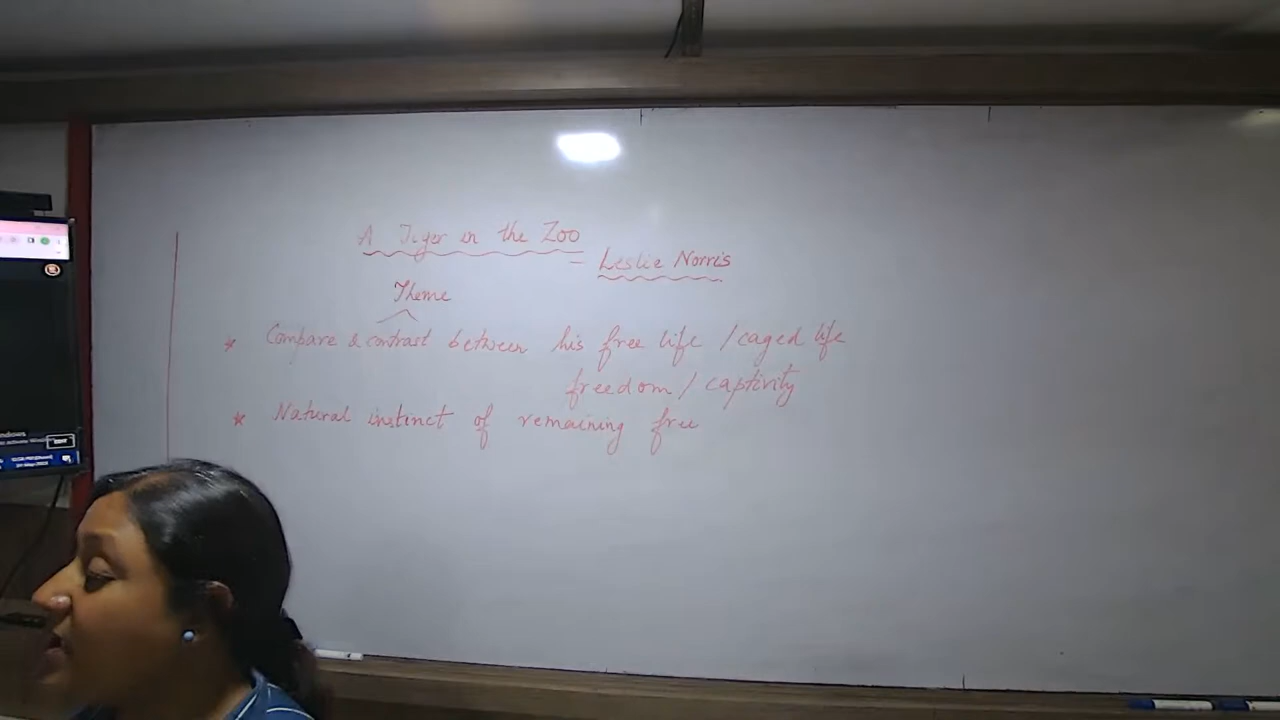 A Tiger in the Zoo
= Leslie Norris
Theme
* Compare & contrast between his free life / caged life
freedom / captivity
* Natural instinct of remaining free